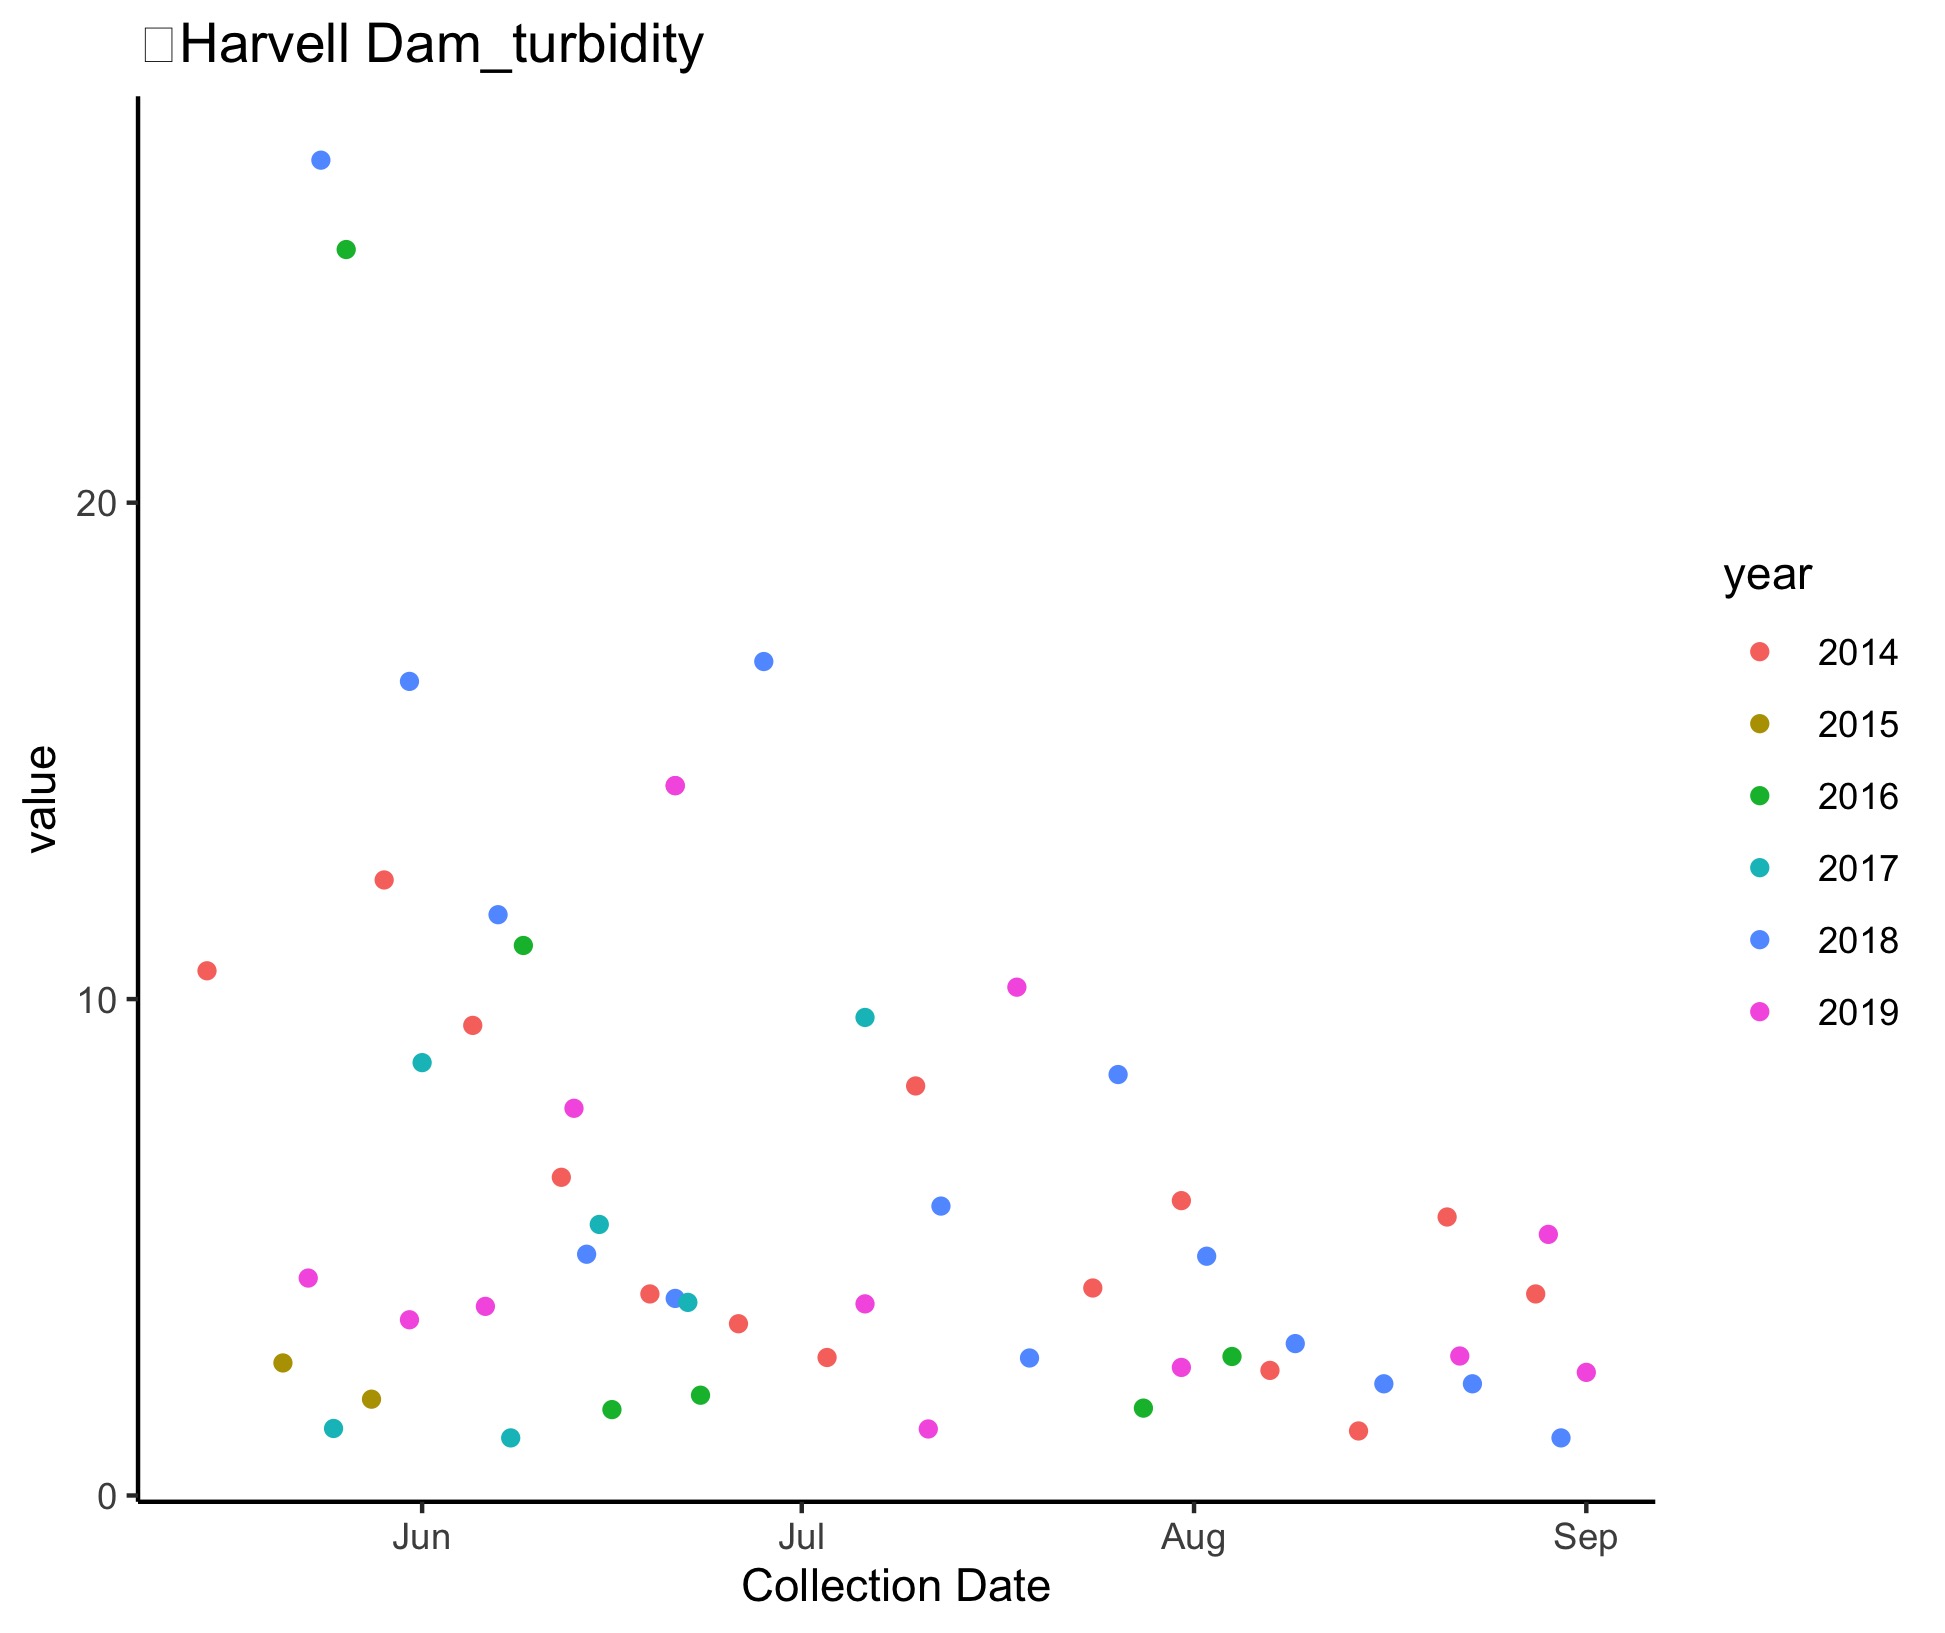 Harvell Dam_turbidity
value
20
10
0
Jun
Jul
Aug
Sep
Collection Date
year
2014
2015
2016
2017
2018
2019